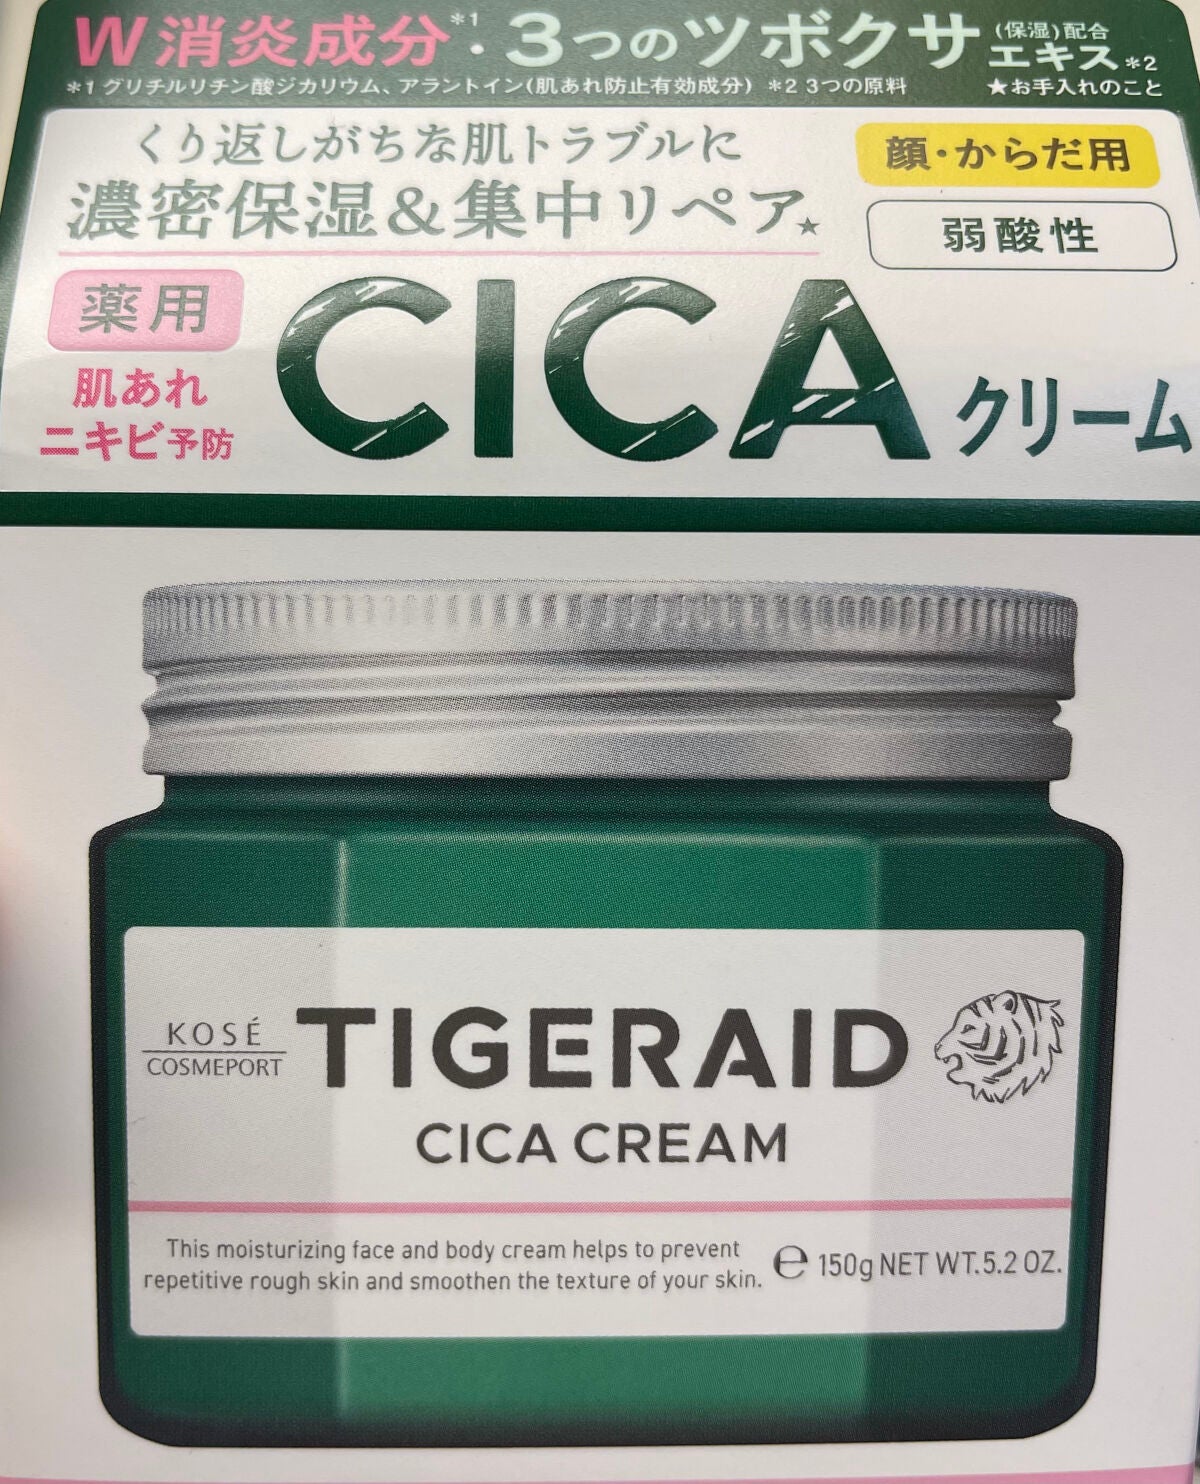 W消炎成分*1・3つのツボクサエキス*2(保湿)配合
*1 グリチルリチン酸ジカリウム、アラントイン(肌あれ防止有効成分) *2 3つの原料 ★お手入れのこと
くり返しがちな肌トラブルに
濃密保湿&集中リペア★
顔・からだ用
弱酸性
薬用
肌あれ
ニキビ予防
CICAクリーム
KOSÉ
COSMEPORT
TIGERAID
CICA CREAM
This moisturizing face and body cream helps to prevent
repetitive rough skin and smoothen the texture of your skin.
℮ 150g NET WT.5.2 OZ.